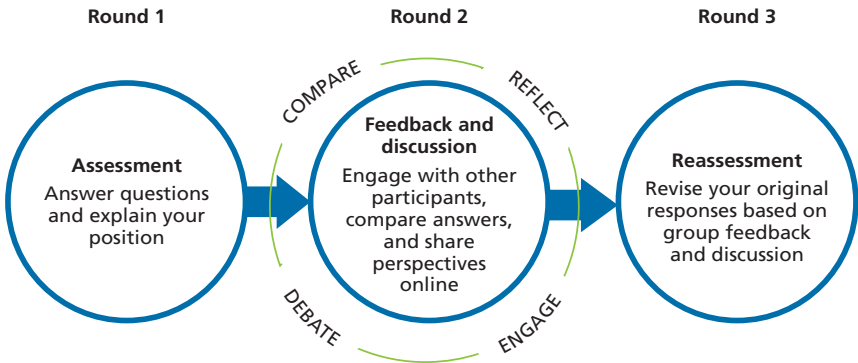 Round 1
Round 2
Round 3
Assessment
Answer questions
and explain your
position
COMPARE
REFLECT
Feedback and
discussion
Engage with other
participants,
compare answers,
and share
perspectives
online
DEBATE
ENGAGE
Reassessment
Revise your original
responses based on
group feedback
and discussion